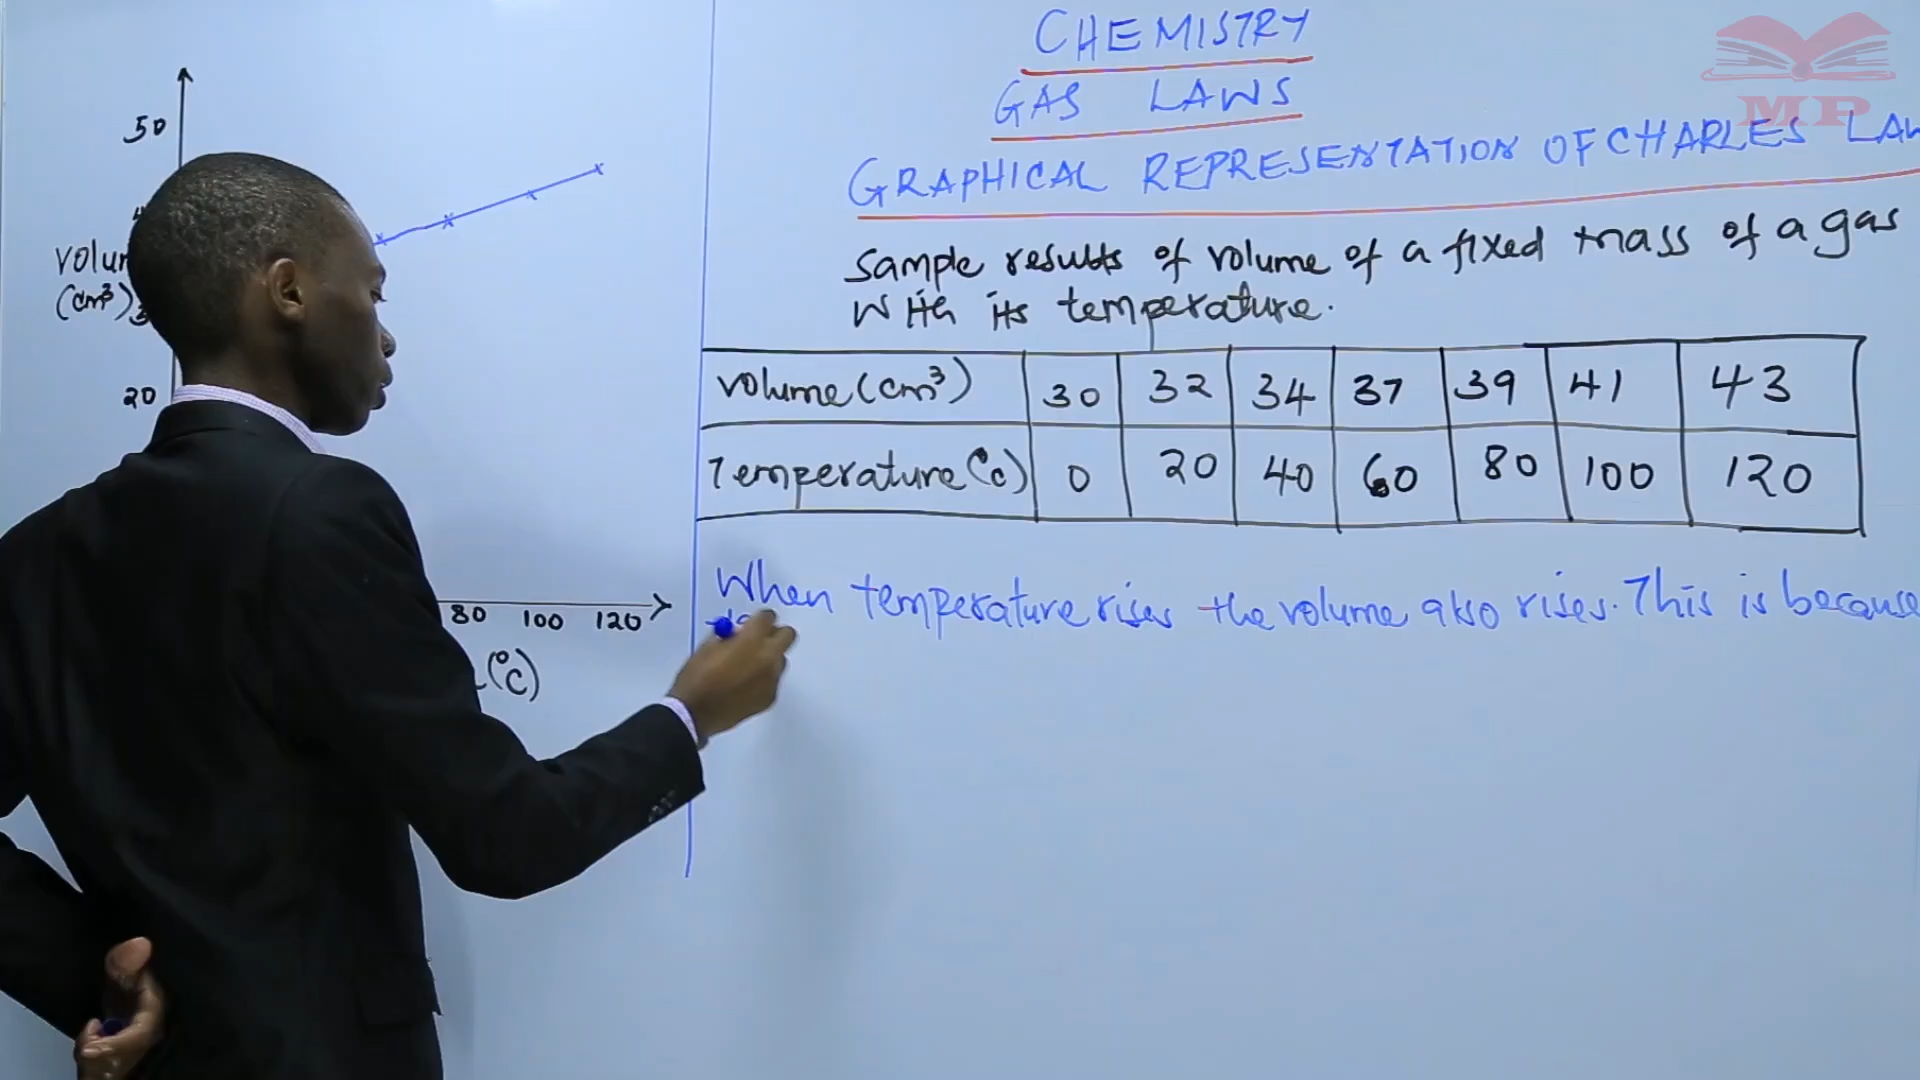 CHEMISTRY
GAS LAWS
GRAPHICAL REPRESENTATION OF CHARLES LAW
MP
Sample results of volume of a fixed mass of a gas
With its temperature.
Volume (cm³) 30 32 34 37 39 41 43
Temperature (°c) 0 20 40 60 80 100 120
When temperature rises the volume also rises. This is because
50
(cm³)
20
80 100 120
(°C)